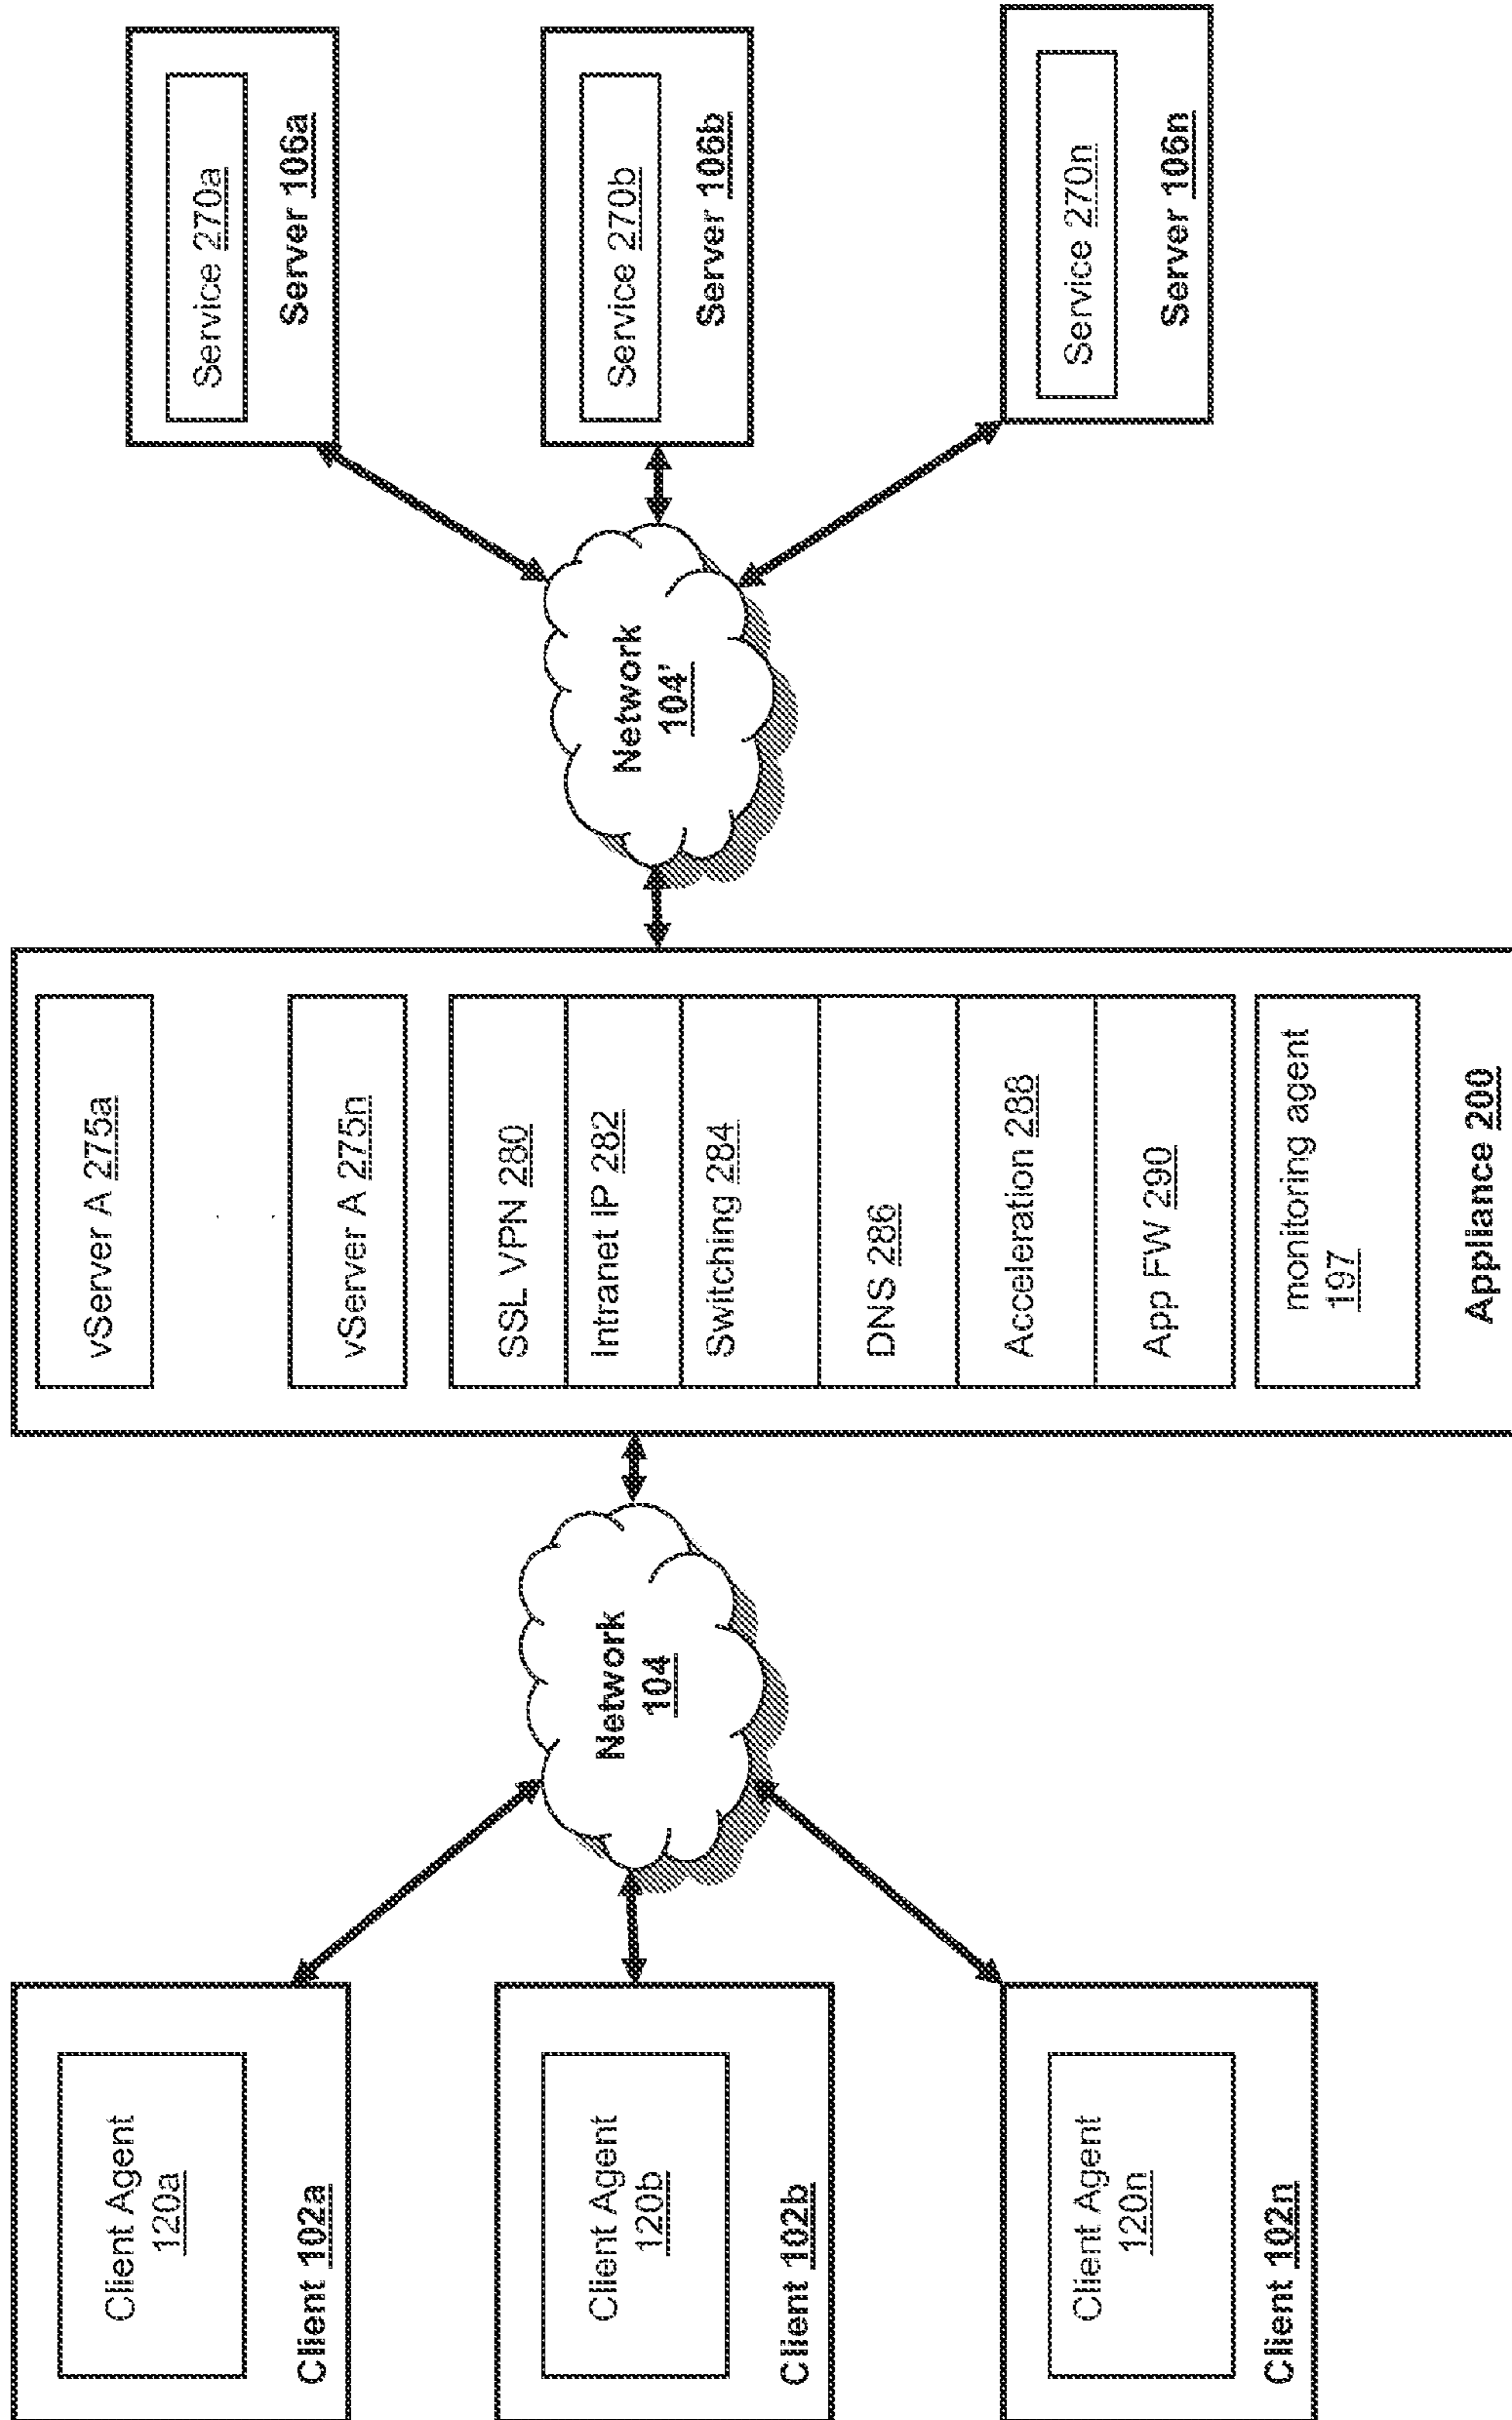 Client Agent
120a
Client 102a
Client Agent
120b
Client 102b
Client Agent
120n
Client 102n
Network
104
vServer A 275a
vServer A 275n
SSL VPN 280
Intranet IP 282
Switching 284
DNS 286
Acceleration 288
App FW 290
monitoring agent
197
Appliance 200
Network
104'
Service 270a
Server 106a
Service 270b
Server 106b
Service 270n
Server 106n